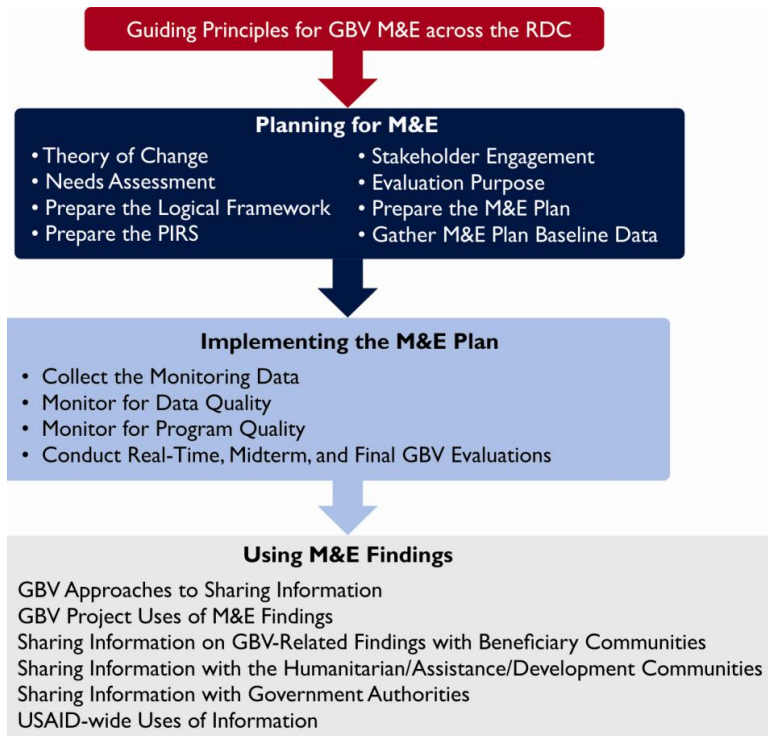 Guiding Principles for GBV M&E across the RDC
Planning for M&E
• Theory of Change
• Needs Assessment
• Prepare the Logical Framework
• Prepare the PIRS
• Stakeholder Engagement
• Evaluation Purpose
• Prepare the M&E Plan
• Gather M&E Plan Baseline Data
Implementing the M&E Plan
• Collect the Monitoring Data
• Monitor for Data Quality
• Monitor for Program Quality
• Conduct Real-Time, Midterm, and Final GBV Evaluations
Using M&E Findings
GBV Approaches to Sharing Information
GBV Project Uses of M&E Findings
Sharing Information on GBV-Related Findings with Beneficiary Communities
Sharing Information with the Humanitarian/Assistance/Development Communities
Sharing Information with Government Authorities
USAID-wide Uses of Information